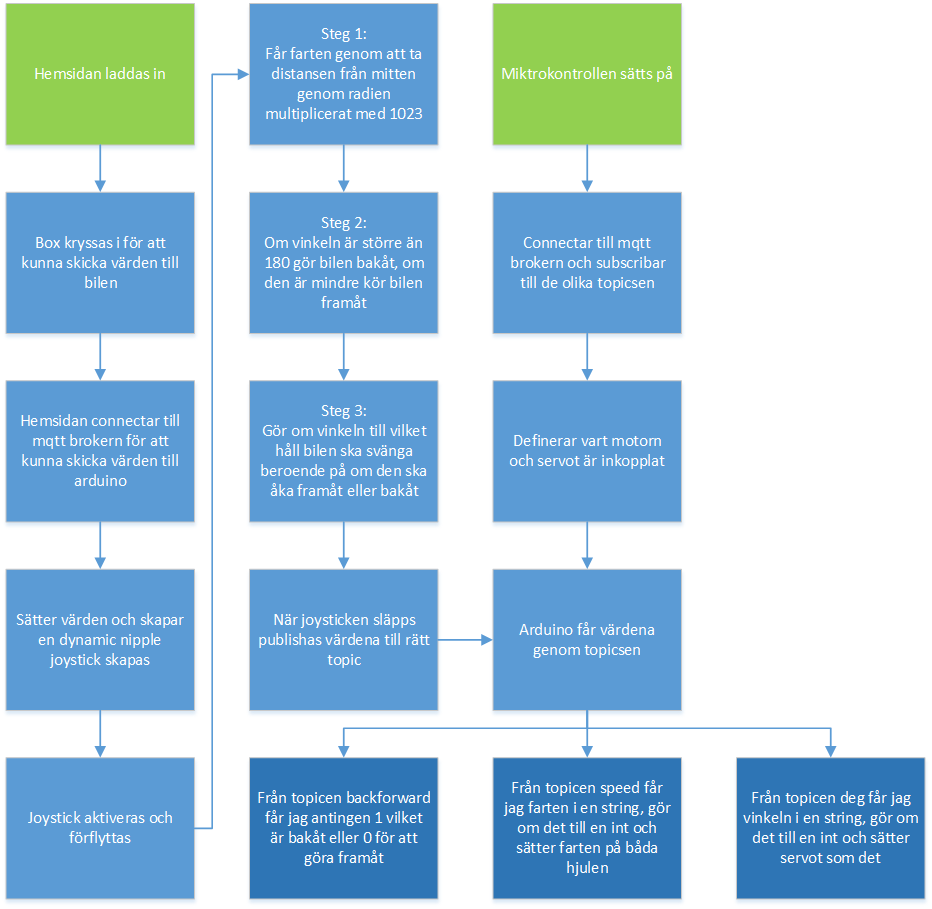 Hemsidan laddas in
Box kryssas i för att
kunna skicka värden till
bilen
Hemsidan connectar till
mqtt brokern för att
kunna skicka värden till
arduino
Sätter värden och skapar
en dynamic nipple
joystick skapas
Joystick aktiveras och
förflyttas
Steg 1:
Får farten genom att ta
distansen från mitten
genom radien
multiplicerat med 1023
Steg 2:
Om vinkeln är större än
180 gör bilen bakåt, om
den är mindre kör bilen
framåt
Steg 3:
Gör om vinkeln till vilket
håll bilen ska svänga
beroende på om den ska
åka framåt eller bakåt
När joysticken släpps
publishas värdena till rätt
topic
Miktrokontrollen sätts på
Connectar till mqtt
brokern och subscribar
till de olika topicsen
Definerar vart motorn
och servot är inkopplat
Arduino får värdena
genom topicsen
Från topicen backforward
får jag antingen 1 vilket
är bakåt eller 0 för att
göra framåt
Från topicen speed får
jag farten i en string, gör
om det till en int och
sätter farten på båda
hjulen
Från topicen deg får jag
vinkeln i en string, gör om
det till en int och sätter
servot som det